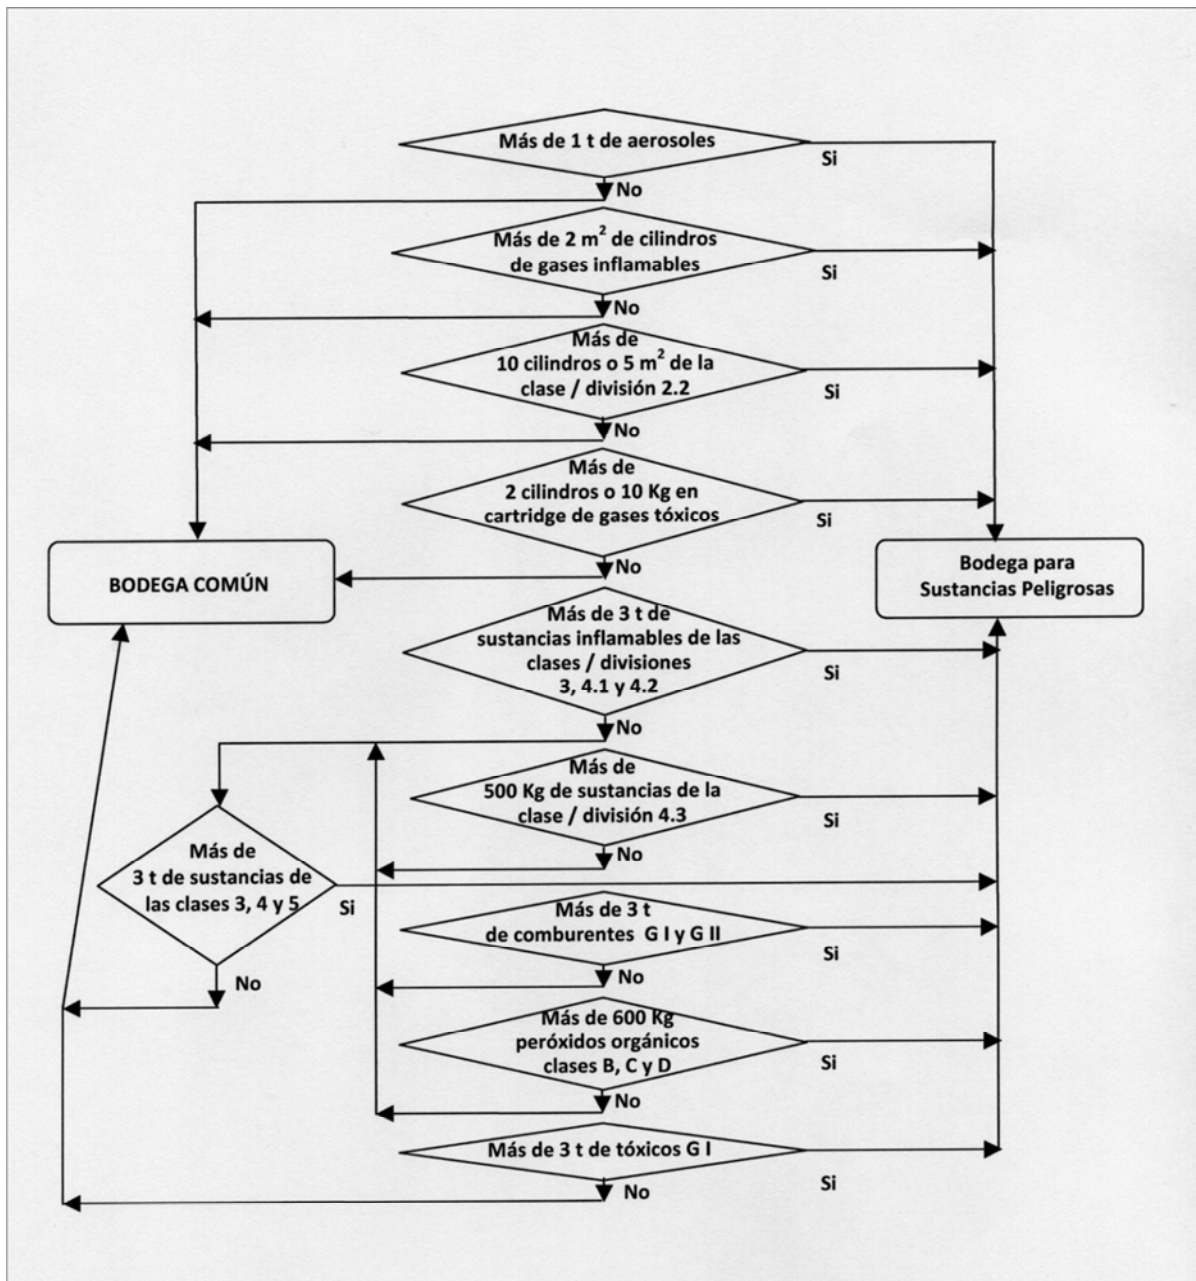 Más de 1 t de aerosoles
Si
No
Más de 2 m² de cilindros
de gases inflamables
Si
No
Más de
10 cilindros o 5 m² de la
clase / división 2.2
Si
No
Más de
2 cilindros o 10 Kg en
cartridge de gases tóxicos
Si
No
BODEGA COMÚN
Bodega para
Sustancias Peligrosas
Más de 3 t de
sustancias inflamables de las
clases / divisiones
3, 4.1 y 4.2
Si
No
Más de
500 Kg de sustancias de la
clase / división 4.3
Si
No
Más de
3 t de sustancias de
las clases 3, 4 y 5
Si
No
Más de 3 t
de comburentes G I y G II
Si
No
Más de 600 Kg
peróxidos orgánicos
clases B, C y D
Si
No
Más de 3 t de tóxicos G I
Si
No